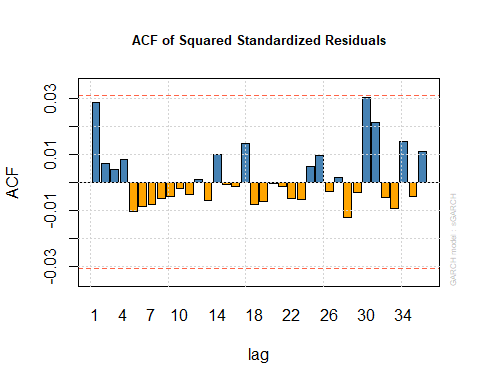 ACF of Squared Standardized Residuals
ACF
0.03
0.01
-0.01
-0.03
1 4 7 10 14 18 22 26 30 34
lag
GARCH model : sGARCH